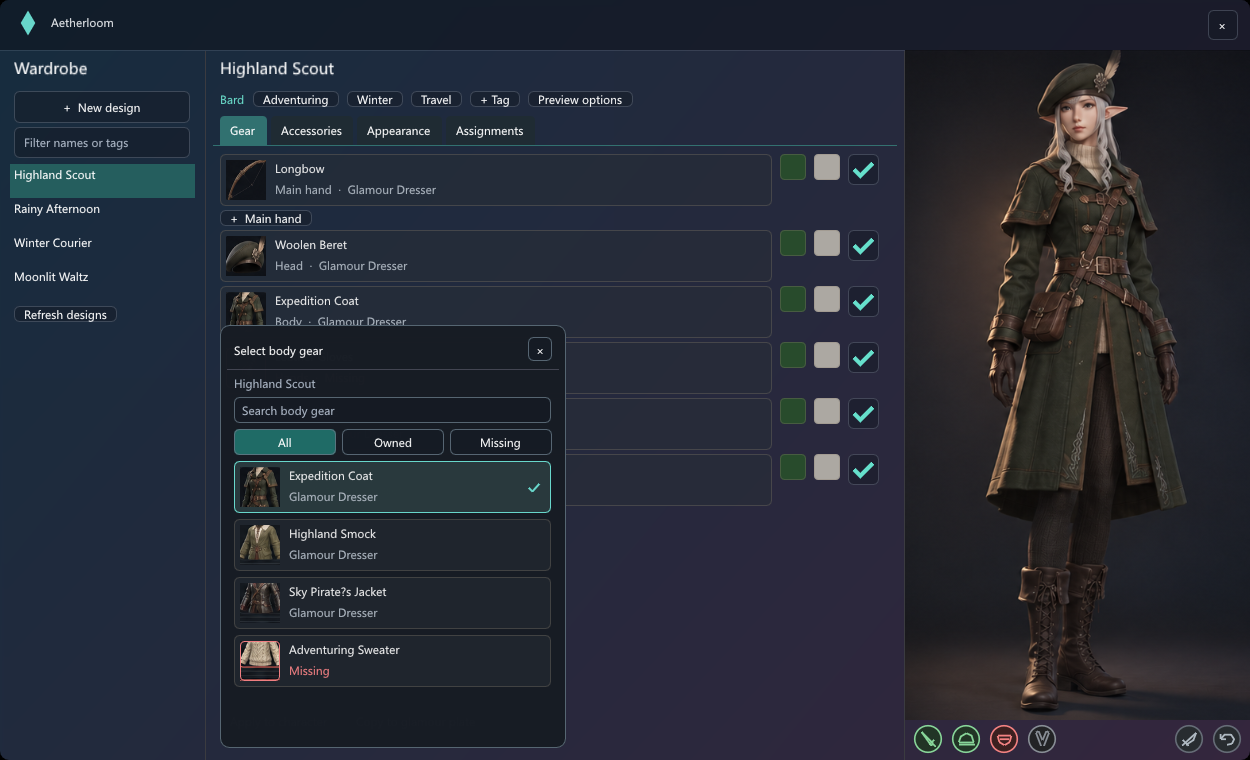 Aetherloom
×
Wardrobe
+ New design
Filter names or tags
Highland Scout
Rainy Afternoon
Winter Courier
Moonlit Waltz
Refresh designs
Highland Scout
Bard Adventuring Winter Travel + Tag Preview options
Gear Accessories Appearance Assignments
Longbow
Main hand · Glamour Dresser
+ Main hand
Woolen Beret
Head · Glamour Dresser
Expedition Coat
Body · Glamour Dresser
Select body gear
×
Highland Scout
Search body gear
All Owned Missing
Expedition Coat
Glamour Dresser
Highland Smock
Glamour Dresser
Sky Pirate?s Jacket
Glamour Dresser
Adventuring Sweater
Missing